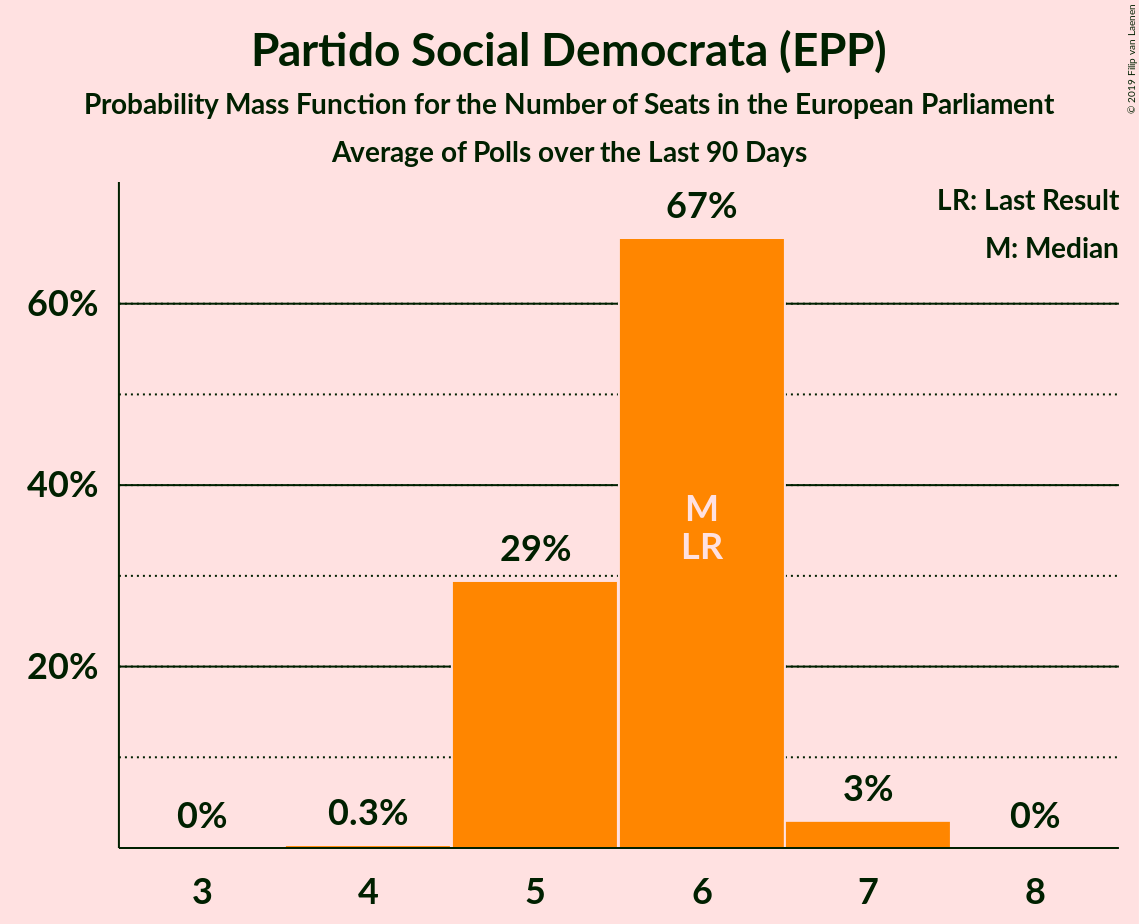 Partido Social Democrata (EPP)
Probability Mass Function for the Number of Seats in the European Parliament
Average of Polls over the Last 90 Days
© 2019 Filip van Laenen
LR: Last Result
M: Median
60%
40%
20%
0%
0.3%
29%
67%
M
LR
3%
0%
3
4
5
6
7
8